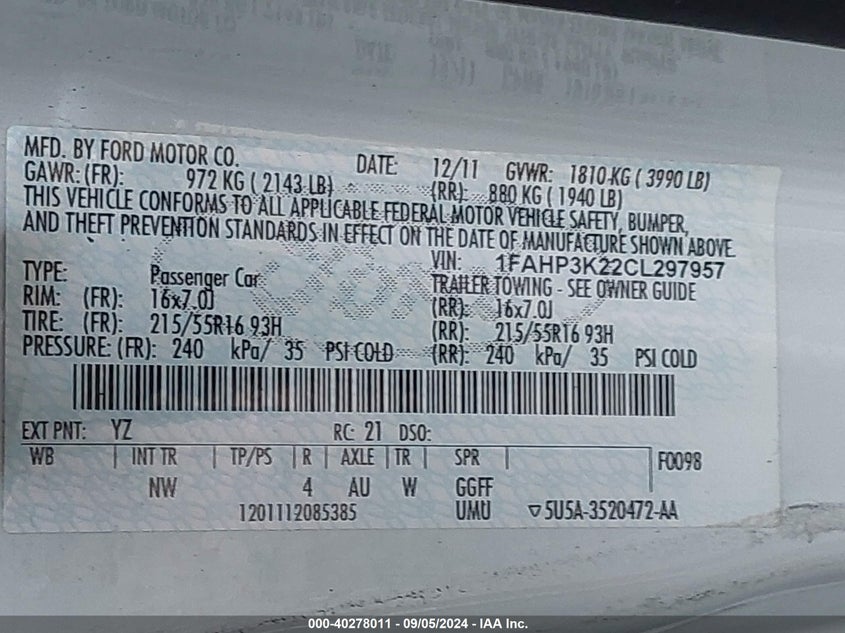 MFD. BY FORD MOTOR CO. DATE: 12/11 GVWR: 1810 KG ( 3990 LB)
GAWR: (FR): 972 KG ( 2143 LB) (RR): 880 KG ( 1940 LB)
THIS VEHICLE CONFORMS TO ALL APPLICABLE FEDERAL MOTOR VEHICLE SAFETY, BUMPER,
AND THEFT PREVENTION STANDARDS IN EFFECT ON THE DATE OF MANUFACTURE SHOWN ABOVE.
VIN: 1FAHP3K22CL297957
TYPE: Passenger Car TRAILER TOWING - SEE OWNER GUIDE
RIM: (FR): 16x7.0J (RR): 16x7.0J
TIRE: (FR): 215/55R16 93H (RR): 215/55R16 93H
PRESSURE: (FR): 240 kPa/ 35 PSI COLD (RR): 240 kPa/ 35 PSI COLD
EXT PNT: YZ RC: 21 DSO:
WB INT TR TP/PS R AXLE TR SPR F0098
NW 4 AU W GGFF
1201112085385 UMU 5U5A-3520472-AA
000-40278011 - 09/05/2024 - IAA Inc.